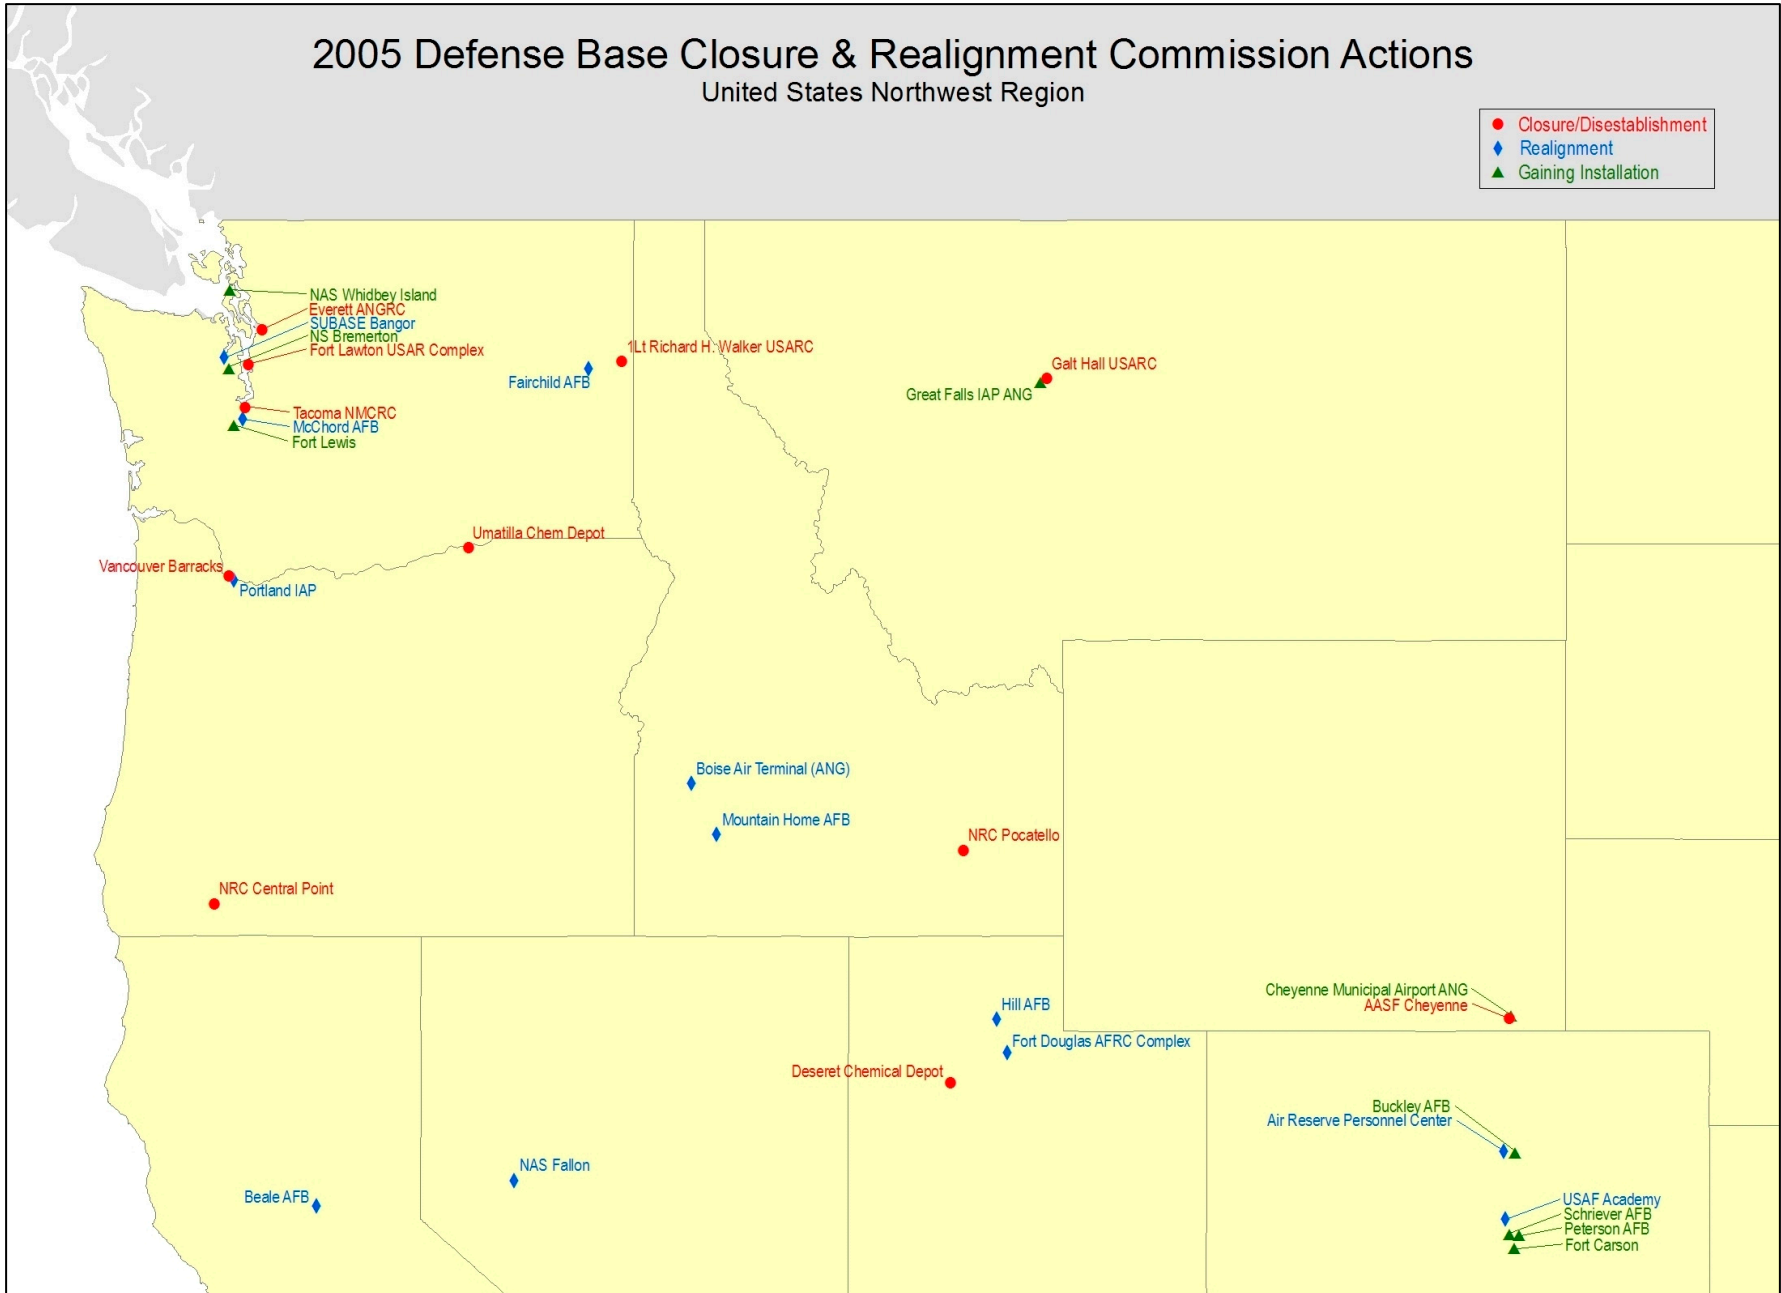 2005 Defense Base Closure & Realignment Commission Actions
United States Northwest Region
Closure/Disestablishment
Realignment
Gaining Installation
NAS Whidbey Island
Everett ANGRC
SUBASE Bangor
NS Bremerton
Fort Lawton USAR Complex
1Lt Richard H. Walker USARC
Fairchild AFB
Galt Hall USARC
Great Falls IAP ANG
Tacoma NMCRC
McChord AFB
Fort Lewis
Umatilla Chem Depot
Vancouver Barracks
Portland IAP
Boise Air Terminal (ANG)
Mountain Home AFB
NRC Pocatello
NRC Central Point
Cheyenne Municipal Airport ANG
AASF Cheyenne
Hill AFB
Fort Douglas AFRC Complex
Deseret Chemical Depot
Buckley AFB
Air Reserve Personnel Center
NAS Fallon
Beale AFB
USAF Academy
Schriever AFB
Peterson AFB
Fort Carson